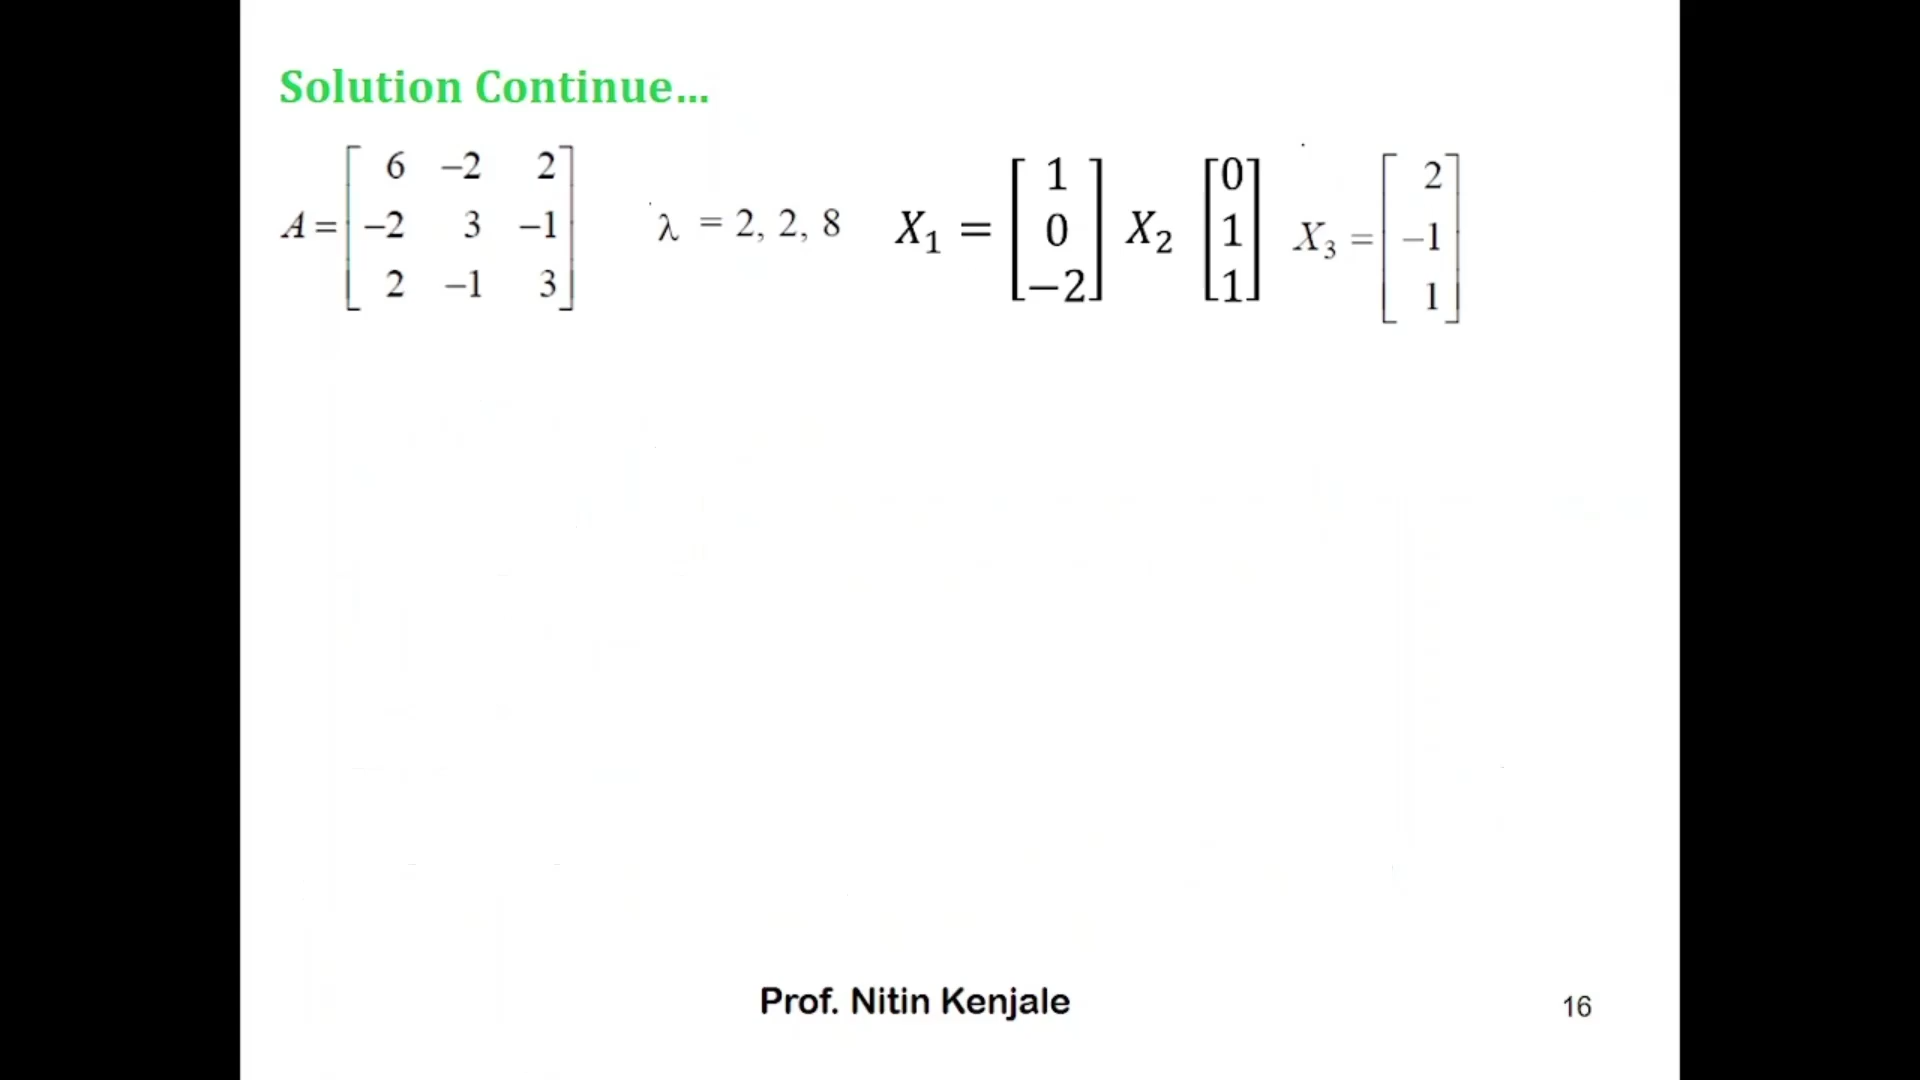 Solution Continue...
A = [ 6 −2 2
−2 3 −1
2 −1 3 ] λ = 2, 2, 8 X₁ = [ 1
0
−2 ] X₂ [ 0
1
1 ] X₃ = [ 2
−1
1 ]
Prof. Nitin Kenjale
16